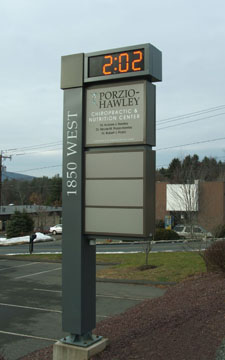 2:02
PORZIO-
HAWLEY
CHIROPRACTIC &
NUTRITION CENTER
1850 WEST